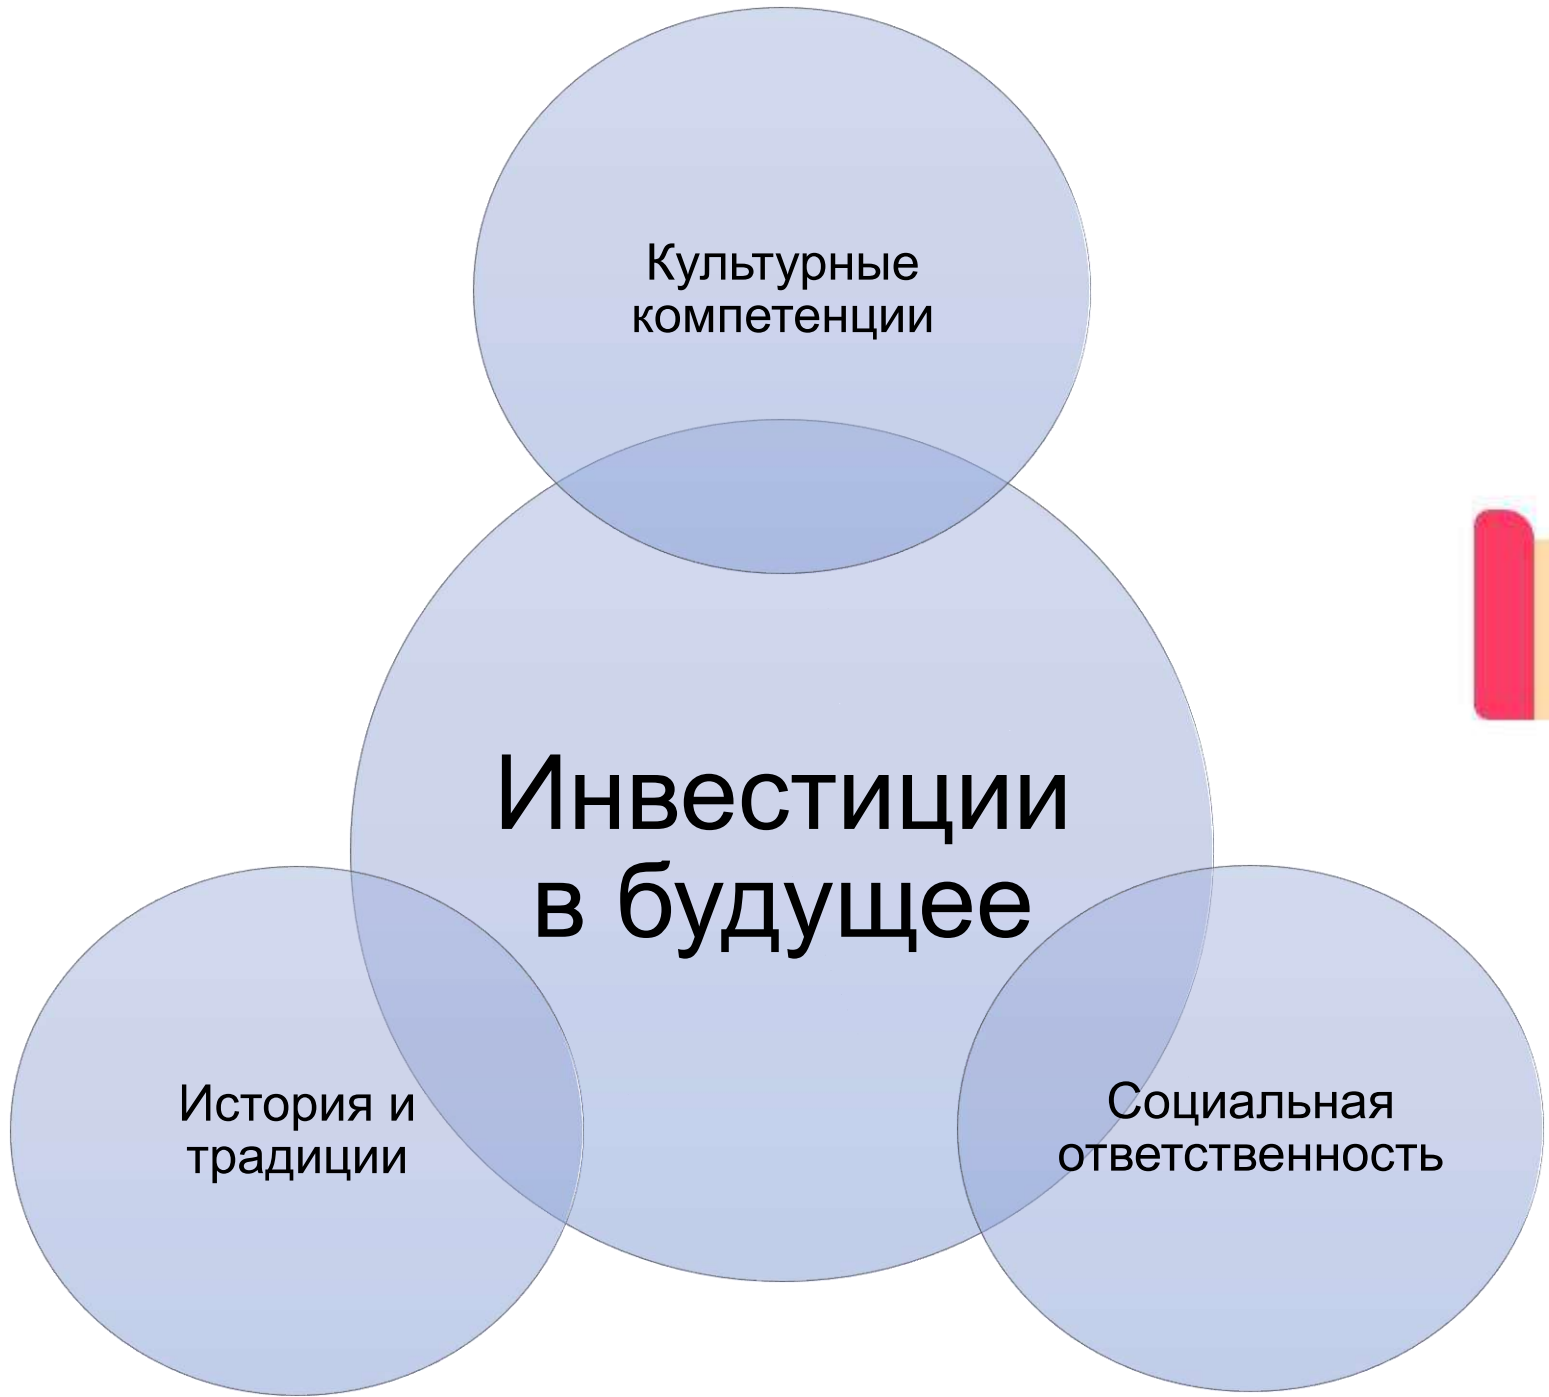 Культурные
компетенции
Инвестиции
в будущее
История и
традиции
Социальная
ответственность